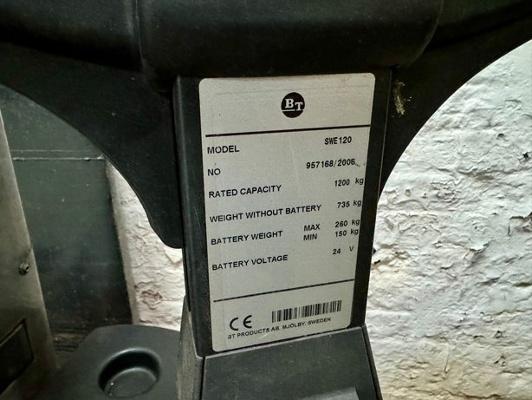 BT
MODEL SWE120
NO 957168/2006
RATED CAPACITY 1200 kg
WEIGHT WITHOUT BATTERY 735 kg
BATTERY WEIGHT MAX 260 kg
MIN 150 kg
BATTERY VOLTAGE 24 V
CE
BT PRODUCTS AB, MJÖLBY, SWEDEN